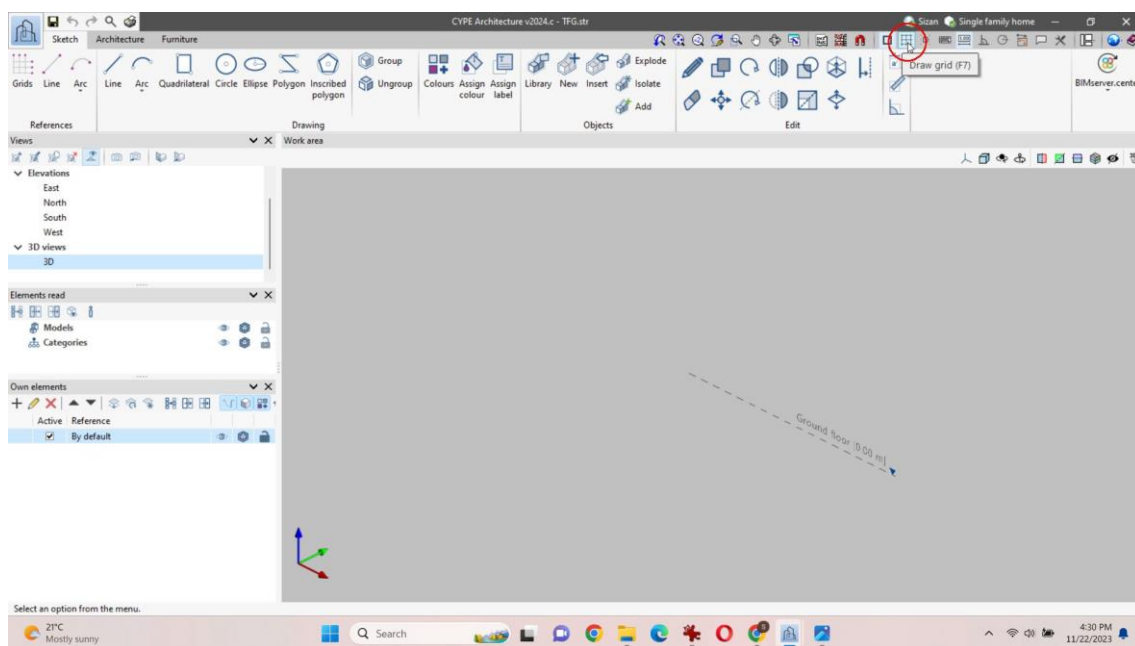 CYPE Architecture v2024.c - TFG.str
Sizan
Single family home
Sketch Architecture Furniture
Draw grid (F7)
Grids Line Arc
Line Arc Quadrilateral Circle Ellipse Polygon Inscribed polygon
Group
Ungroup
Colours Assign colour Assign label
Library New Insert
Explode
Isolate
Add
BIMserver.cente
References
Drawing
Objects
Edit
Views
Work area
Elevations
East
North
South
West
3D views
3D
Elements read
Models
Categories
Own elements
Active Reference
By default
Ground floor [0.00 m]
Select an option from the menu.
21°C
Mostly sunny
Search
4:30 PM
11/22/2023